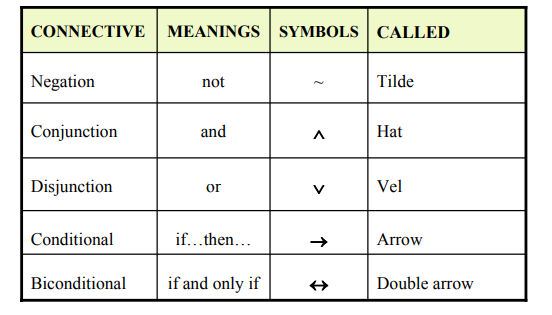 CONNECTIVE MEANINGS SYMBOLS CALLED
Negation not ~ Tilde
Conjunction and ∧ Hat
Disjunction or ∨ Vel
Conditional if…then… → Arrow
Biconditional if and only if ↔ Double arrow